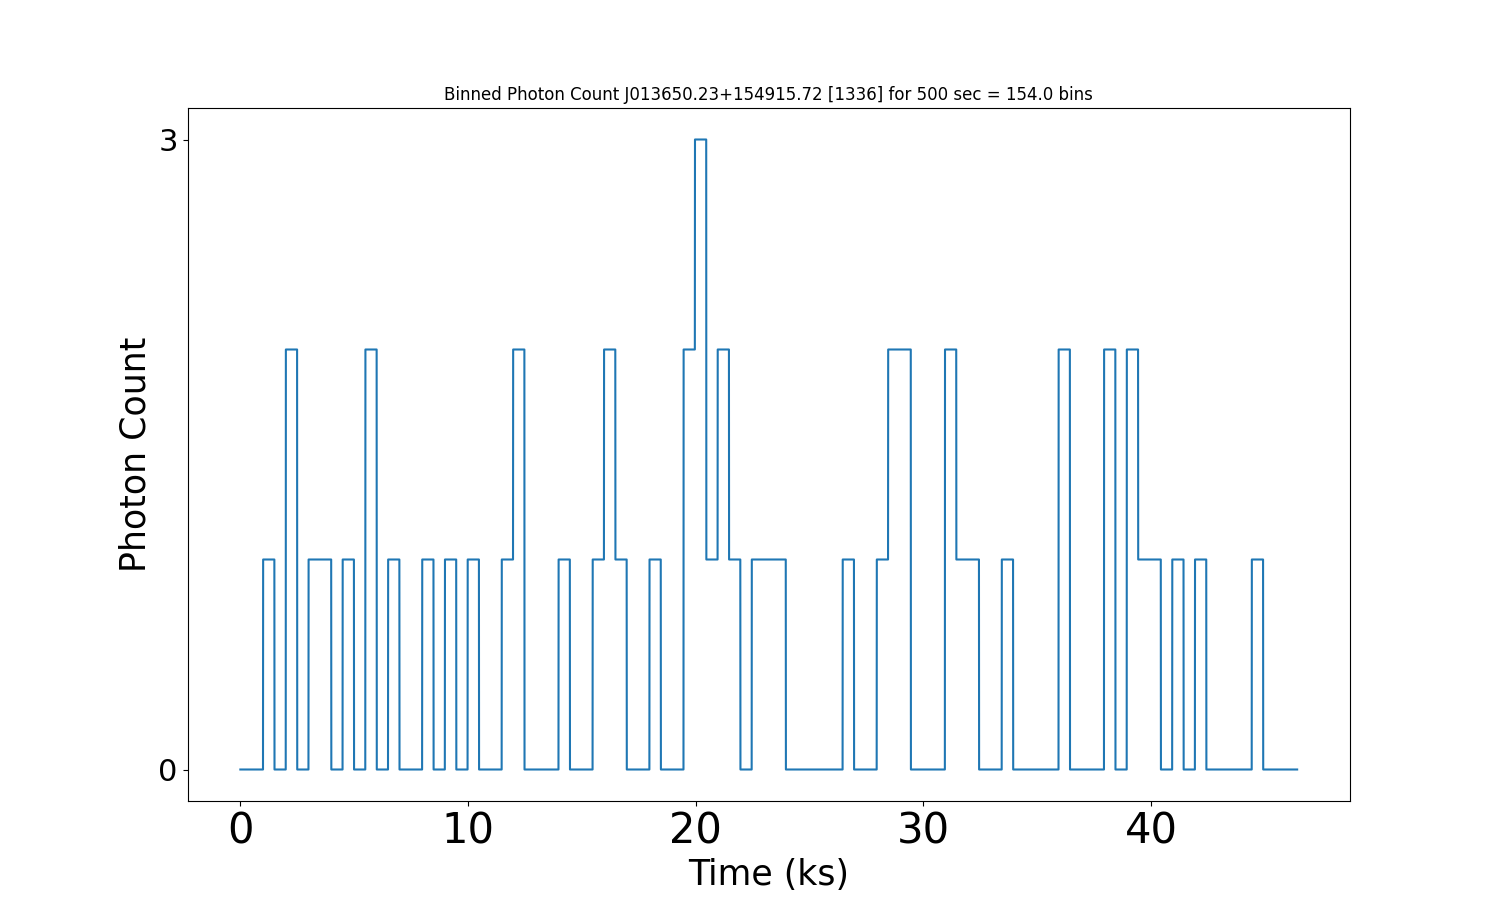 Binned Photon Count J013650.23+154915.72 [1336] for 500 sec = 154.0 bins
3
0
Photon Count
0 10 20 30 40
Time (ks)